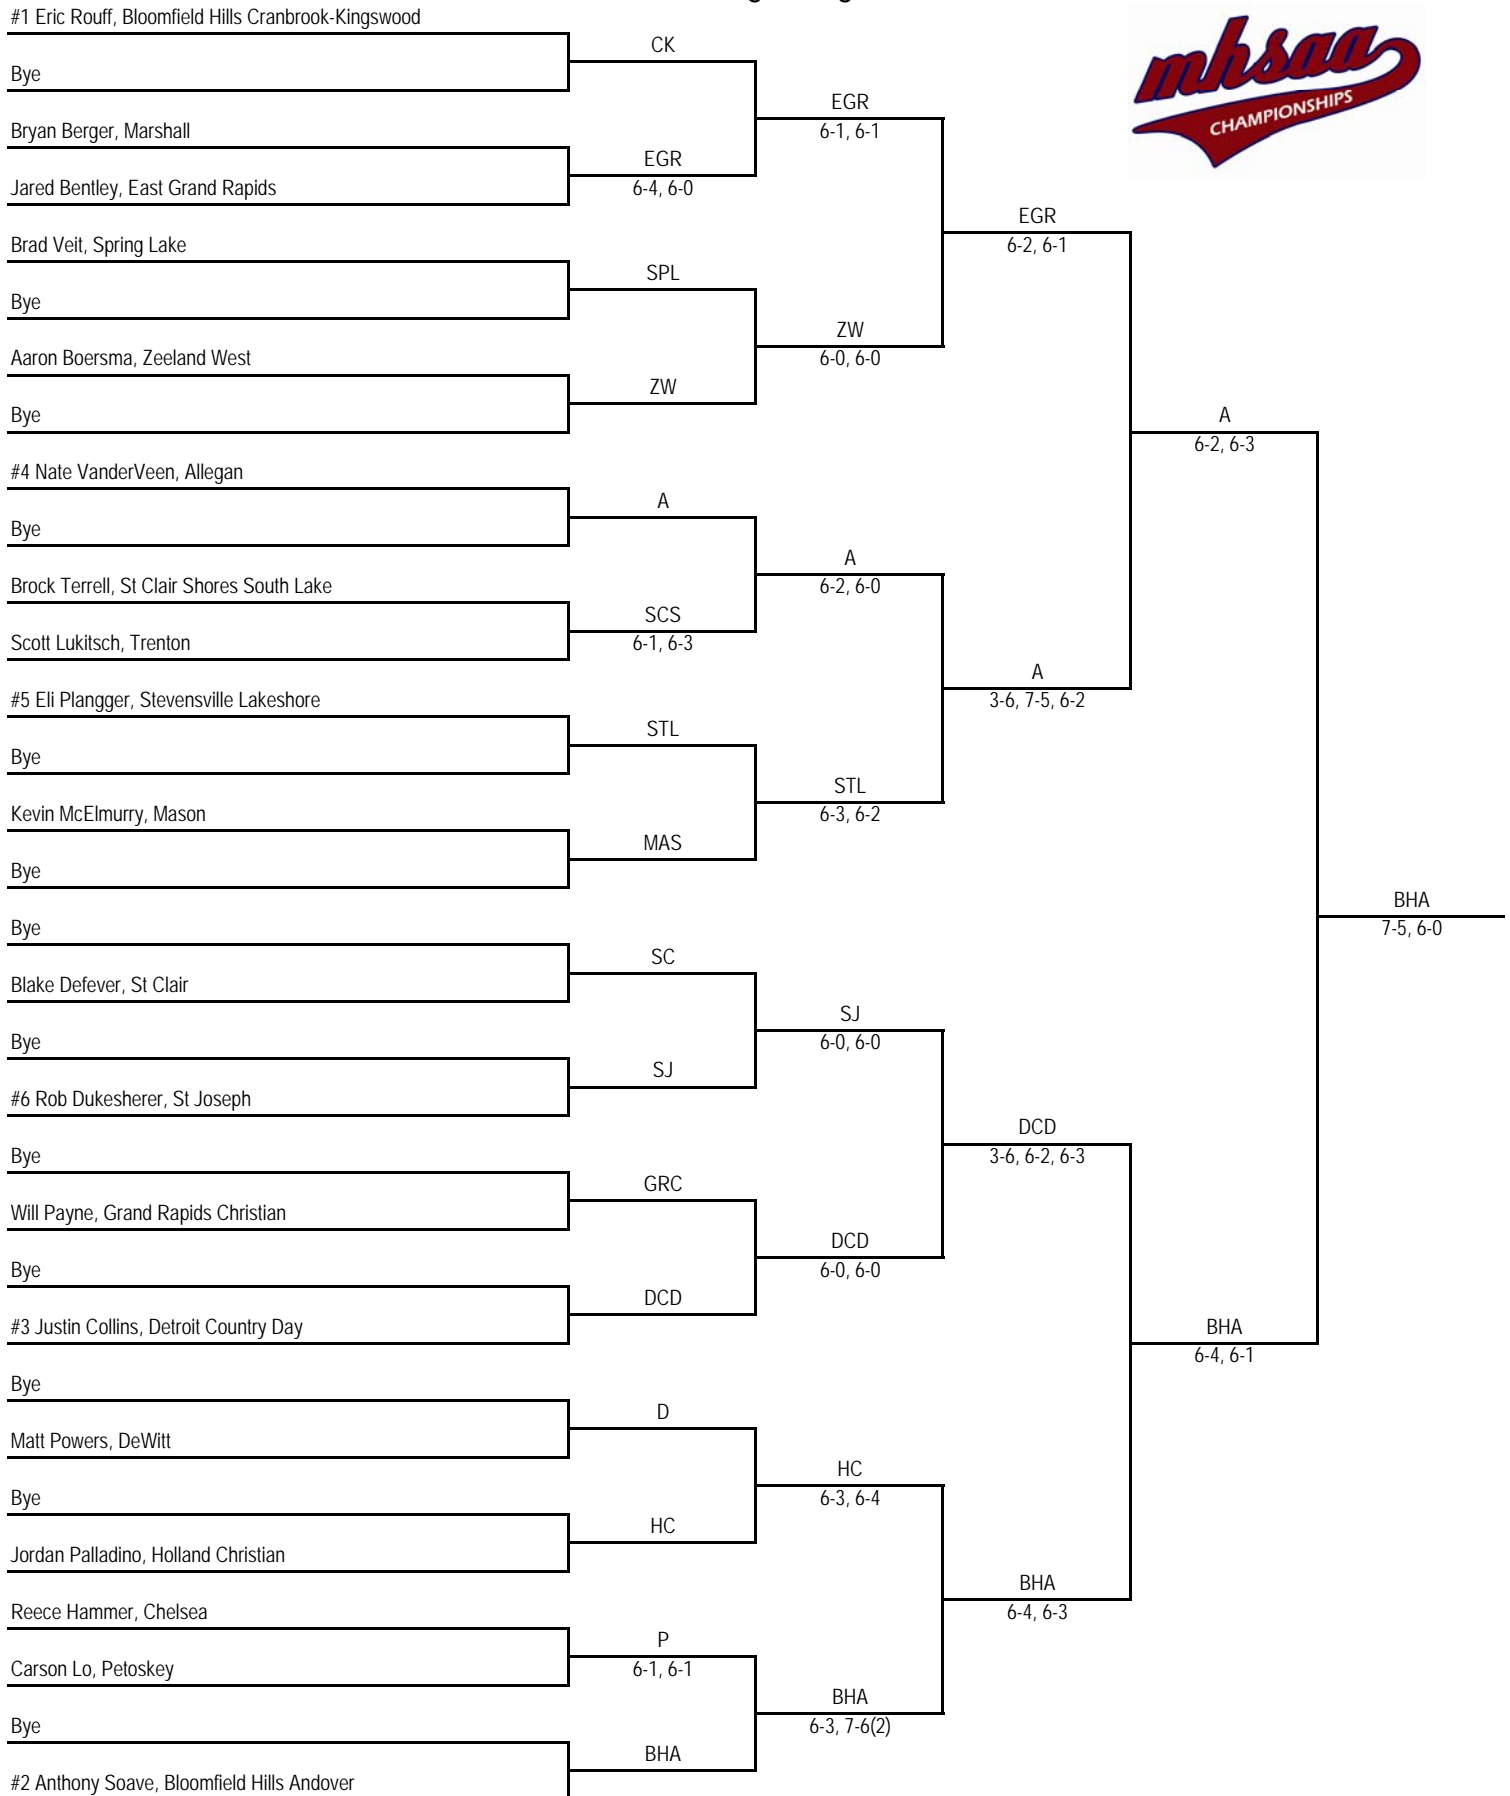 #1 Eric Rouff, Bloomfield Hills Cranbrook-Kingswood
CK
Bye
EGR
6-1, 6-1
Bryan Berger, Marshall
EGR
6-4, 6-0
Jared Bentley, East Grand Rapids
EGR
6-2, 6-1
Brad Veit, Spring Lake
SPL
Bye
ZW
6-0, 6-0
Aaron Boersma, Zeeland West
ZW
Bye
A
6-2, 6-3
#4 Nate VanderVeen, Allegan
A
Bye
A
6-2, 6-0
Brock Terrell, St Clair Shores South Lake
SCS
6-1, 6-3
Scott Lukitsch, Trenton
A
3-6, 7-5, 6-2
#5 Eli Plangger, Stevensville Lakeshore
STL
Bye
STL
6-3, 6-2
Kevin McElmurry, Mason
MAS
Bye
BHA
7-5, 6-0
Bye
SC
Blake Defever, St Clair
SJ
6-0, 6-0
Bye
SJ
#6 Rob Dukesherer, St Joseph
DCD
3-6, 6-2, 6-3
Bye
GRC
Will Payne, Grand Rapids Christian
DCD
6-0, 6-0
Bye
DCD
#3 Justin Collins, Detroit Country Day
BHA
6-4, 6-1
Bye
D
Matt Powers, DeWitt
HC
6-3, 6-4
Bye
HC
Jordan Palladino, Holland Christian
BHA
6-4, 6-3
Reece Hammer, Chelsea
P
6-1, 6-1
Carson Lo, Petoskey
BHA
6-3, 7-6(2)
Bye
BHA
#2 Anthony Soave, Bloomfield Hills Andover
mhsaa
CHAMPIONSHIPS